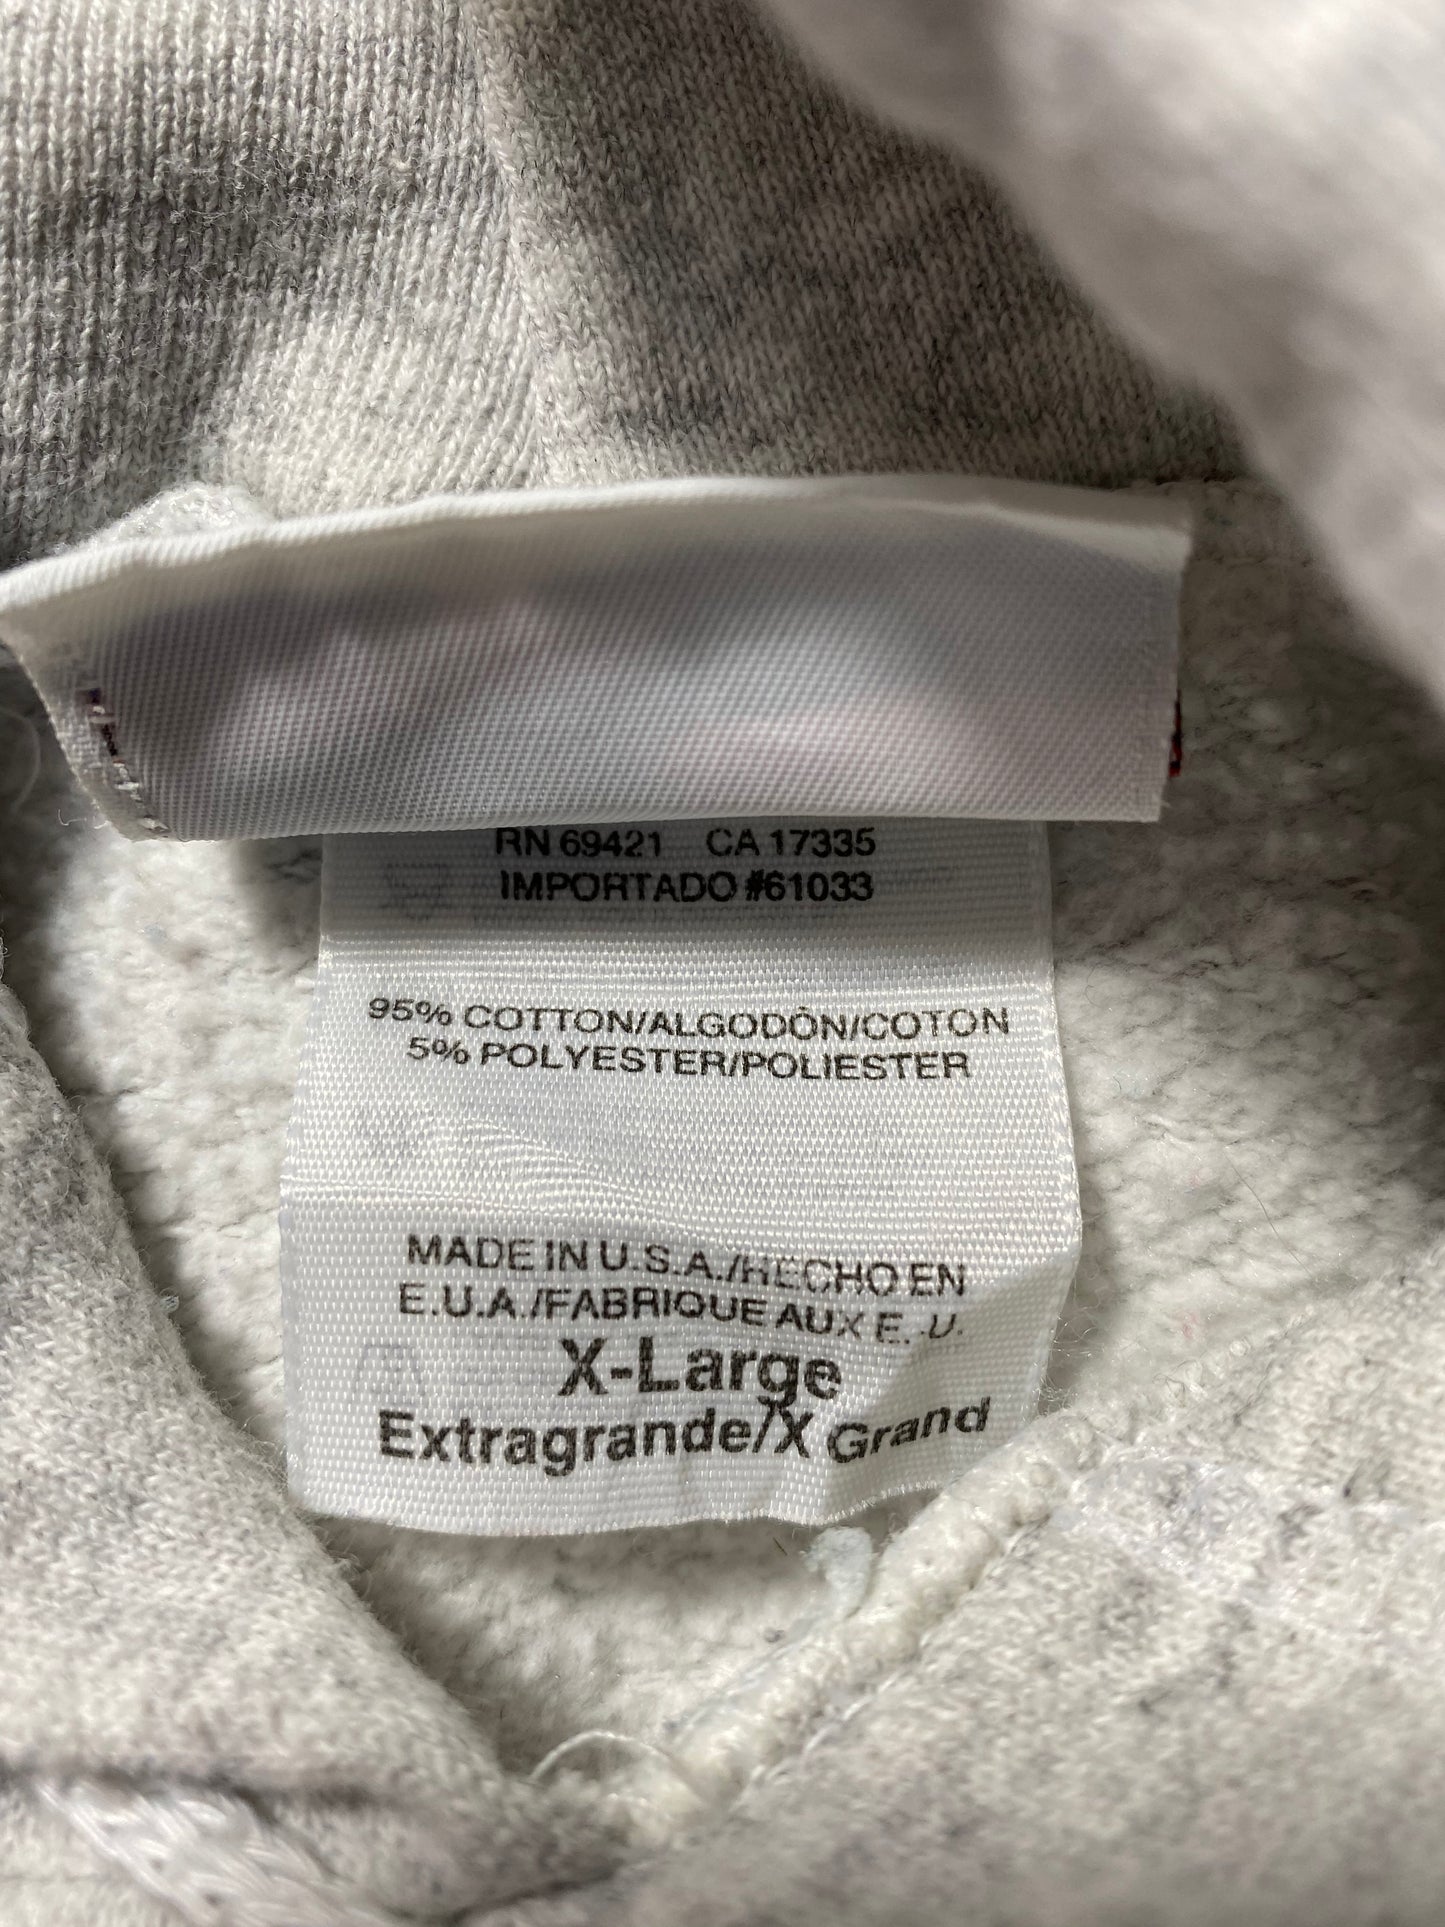 RN 69421 CA 17335
IMPORTADO #61033
95% COTTON/ALGODÓN/COTON
5% POLYESTER/POLIESTER
MADE IN U.S.A./HECHO EN
E.U.A./FABRIQUE AUX E.-U.
X-Large
Extragrande/X Grand